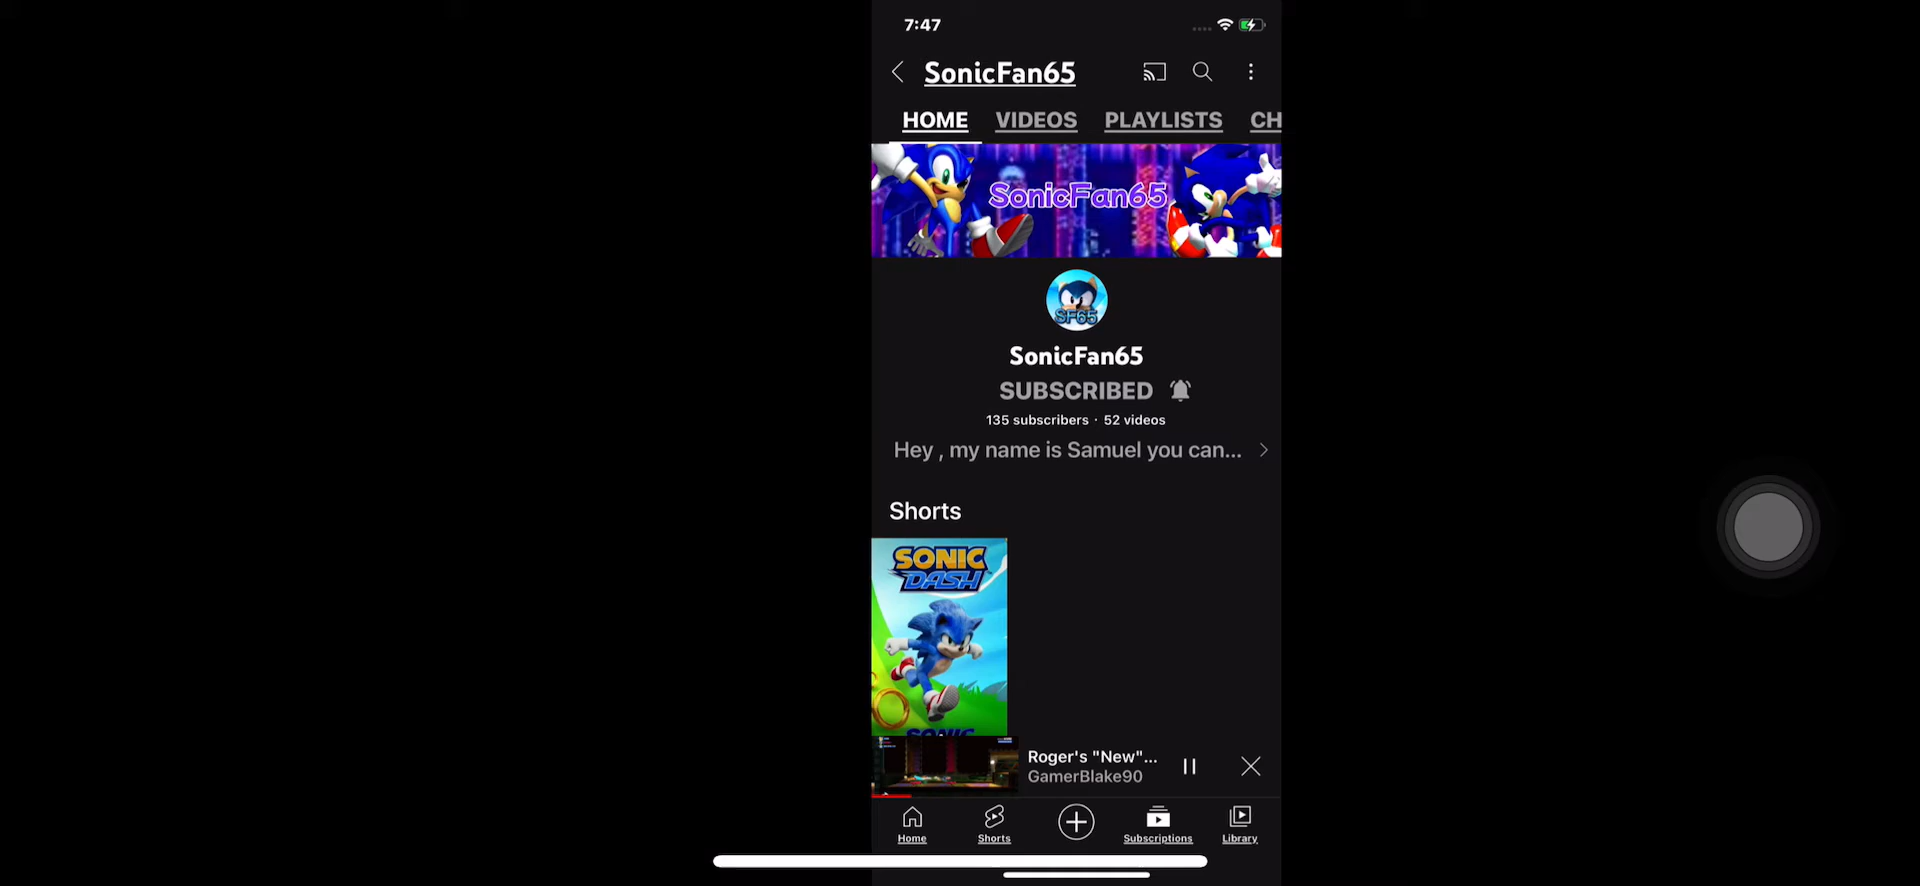 7:47
SonicFan65
HOME VIDEOS PLAYLISTS CH
SonicFan65
SF65
SonicFan65
SUBSCRIBED
135 subscribers · 52 videos
Hey , my name is Samuel you can...
Shorts
SONIC
DASH
SONIC
Roger's "New"...
GamerBlake90
Home Shorts Subscriptions Library